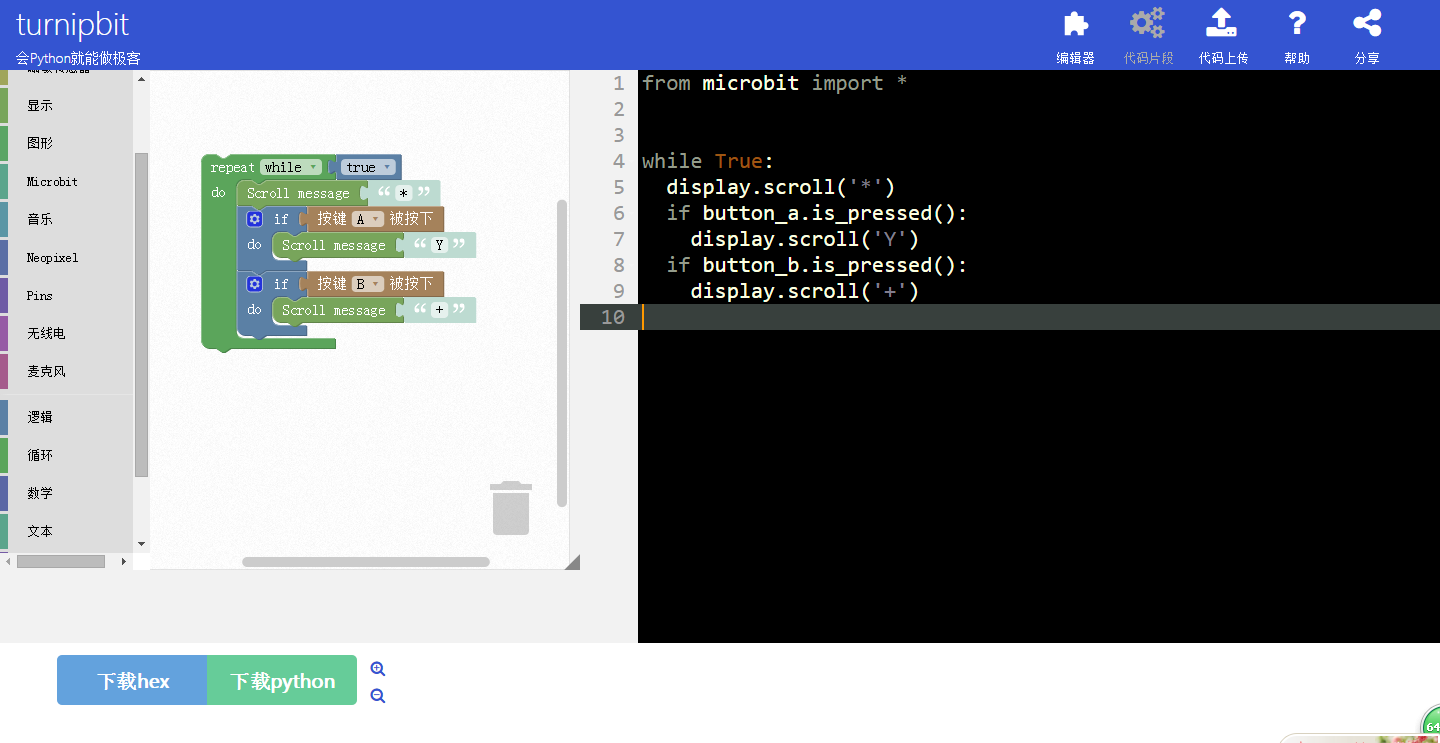 turnipbit
会Python就能做极客
编辑器 代码片段 代码上传 帮助 分享
显示
图形
Microbit
音乐
Neopixel
Pins
无线电
麦克风
逻辑
循环
数学
文本
repeat while true
do Scroll message “ * ”
if 按键 A 被按下
do Scroll message “ Y ”
if 按键 B 被按下
do Scroll message “ + ”
1 from microbit import *
2
3
4 while True:
5 display.scroll('*')
6 if button_a.is_pressed():
7 display.scroll('Y')
8 if button_b.is_pressed():
9 display.scroll('+')
10
下载hex 下载python
64